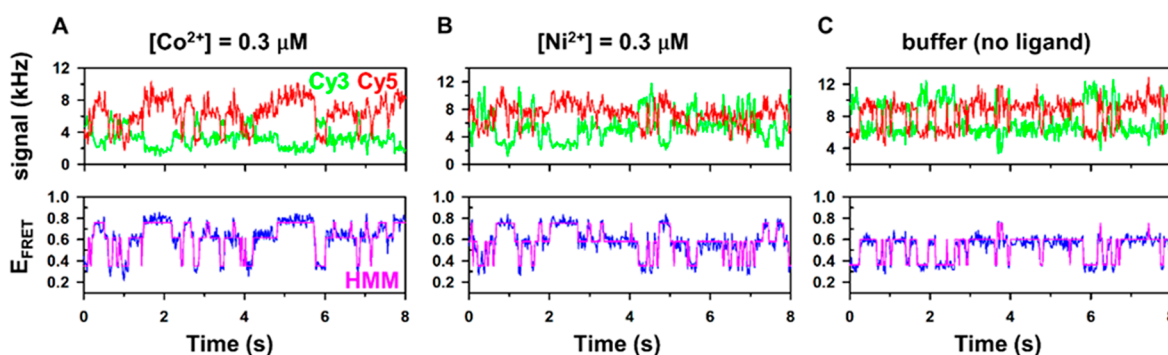 A
[Co²⁺] = 0.3 μM
B
[Ni²⁺] = 0.3 μM
C
buffer (no ligand)
signal (kHz)
12
8
4
0
Cy3 Cy5
12
8
4
0
12
8
4
E_FRET
1.0
0.8
0.6
0.4
0.2
HMM
1.0
0.8
0.6
0.4
0.2
1.0
0.8
0.6
0.4
0.2
0 2 4 6 8
0 2 4 6 8
0 2 4 6 8
Time (s)
Time (s)
Time (s)